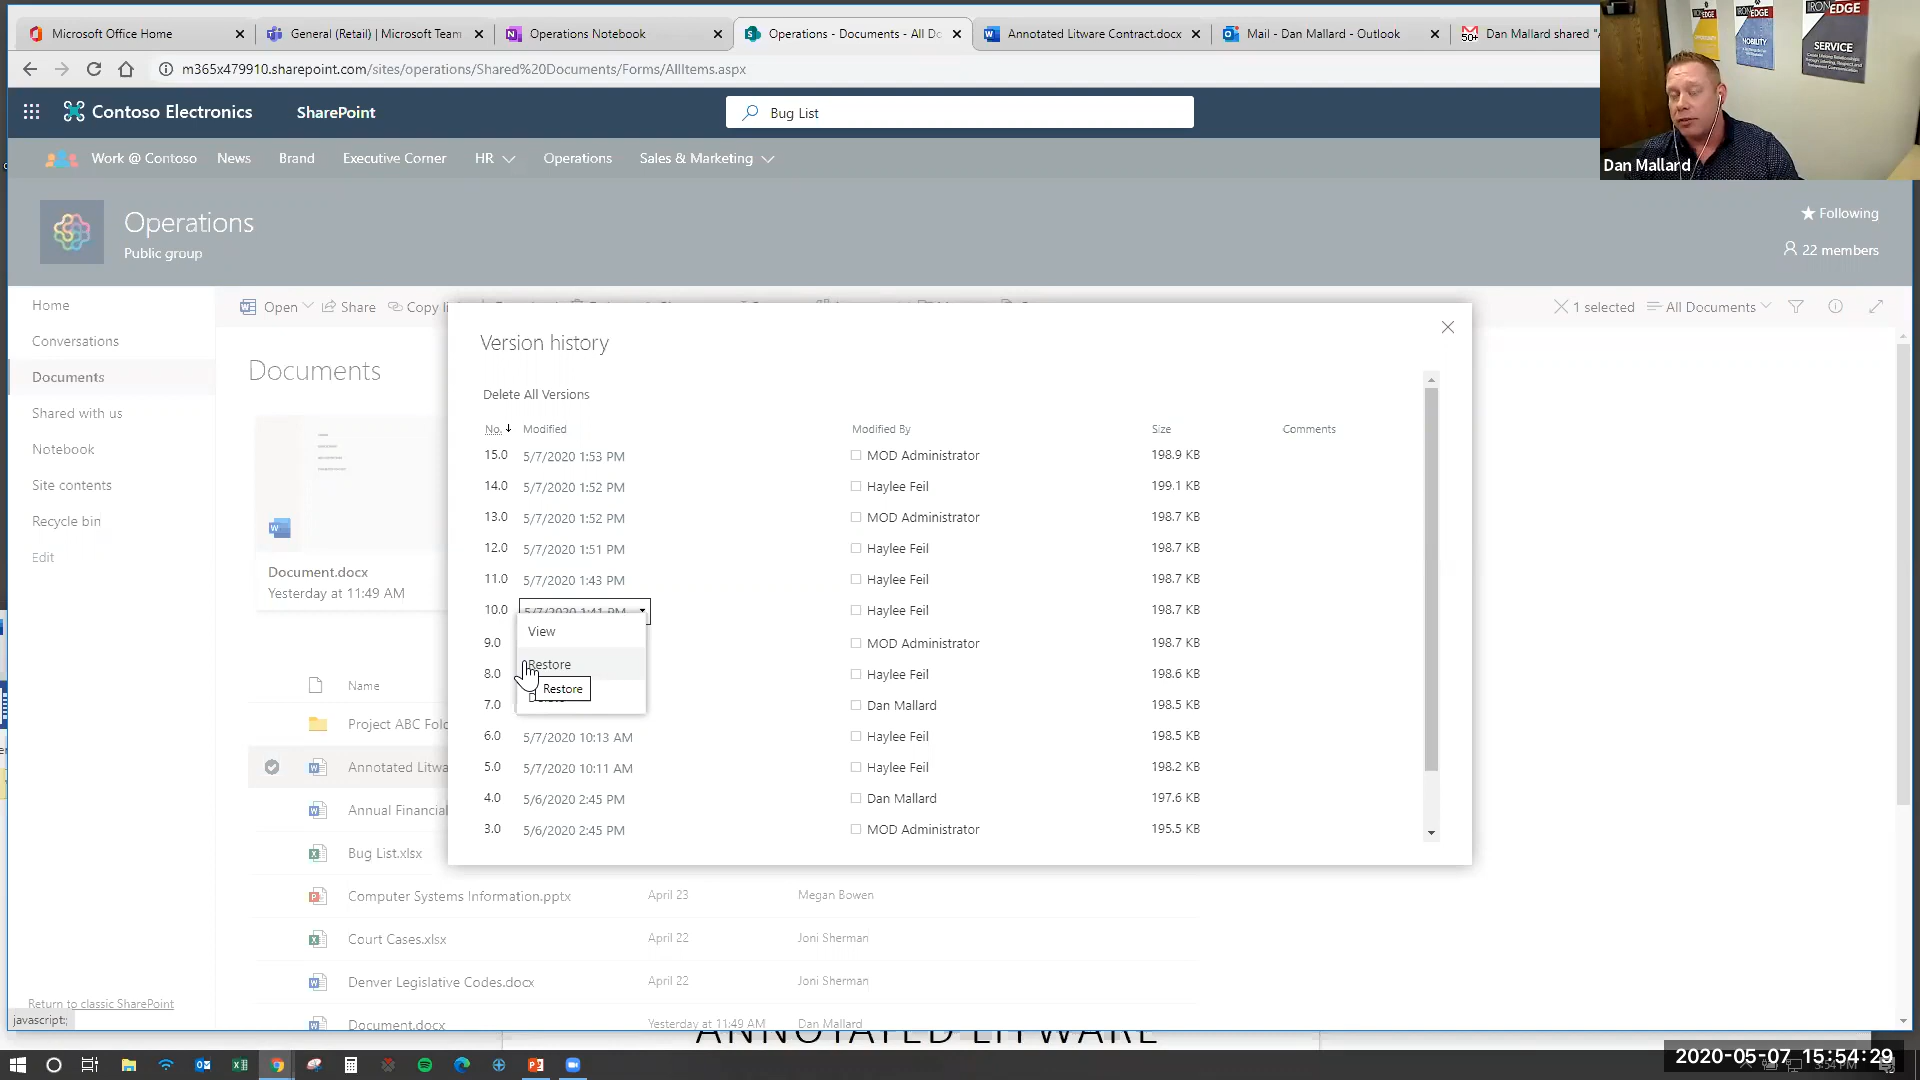 Microsoft Office Home
General (Retail) | Microsoft Team
Operations Notebook
Operations - Documents - All Do
Annotated Litware Contract.docx
Mail - Dan Mallard - Outlook
50+
Dan Mallard shared "A
m365x479910.sharepoint.com/sites/operations/Shared%20Documents/Forms/AllItems.aspx
IRONEDGE
NOBILITY
SERVICE
Dan Mallard
Contoso Electronics
SharePoint
Bug List
Work @ Contoso
News
Brand
Executive Corner
HR
Operations
Sales & Marketing
Operations
Public group
Following
22 members
Home
Conversations
Documents
Shared with us
Notebook
Site contents
Recycle bin
Edit
Return to classic SharePoint
javascript:;
Open
Share
Copy li
1 selected
All Documents
Documents
Document.docx
Yesterday at 11:49 AM
Version history
Delete All Versions
No. Modified Modified By Size Comments
15.0 5/7/2020 1:53 PM MOD Administrator 198.9 KB
14.0 5/7/2020 1:52 PM Haylee Feil 199.1 KB
13.0 5/7/2020 1:52 PM MOD Administrator 198.7 KB
12.0 5/7/2020 1:51 PM Haylee Feil 198.7 KB
11.0 5/7/2020 1:43 PM Haylee Feil 198.7 KB
10.0 5/7/2020 1:41 PM Haylee Feil 198.7 KB
View
9.0 MOD Administrator 198.7 KB
Restore
8.0 Haylee Feil 198.6 KB
Restore
7.0 Dan Mallard 198.5 KB
6.0 5/7/2020 10:13 AM Haylee Feil 198.5 KB
5.0 5/7/2020 10:11 AM Haylee Feil 198.2 KB
4.0 5/6/2020 2:45 PM Dan Mallard 197.6 KB
3.0 5/6/2020 2:45 PM MOD Administrator 195.5 KB
Name
Project ABC Fol
Annotated Litwa
Annual Financial
Bug List.xlsx
Computer Systems Information.pptx April 23 Megan Bowen
Court Cases.xlsx April 22 Joni Sherman
Denver Legislative Codes.docx April 22 Joni Sherman
Document.docx Yesterday at 11:49 AM Dan Mallard
ANNOTATED LITWARE
2020-05-07 15:54:29